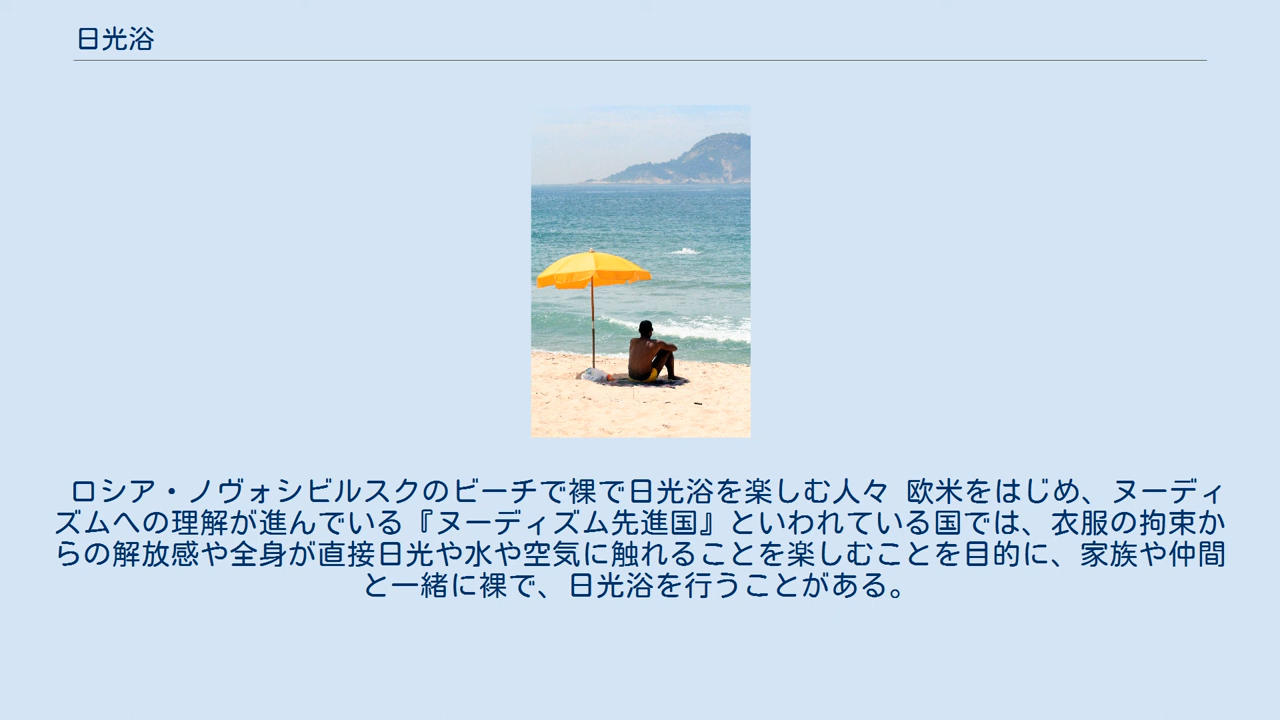 日光浴
ロシア・ノヴォシビルスクのビーチで裸で日光浴を楽しむ人々 欧米をはじめ、ヌーディ
ズムへの理解が進んでいる『ヌーディズム先進国』といわれている国では、衣服の拘束か
らの解放感や全身が直接日光や水や空気に触れることを楽しむことを目的に、家族や仲間
と一緒に裸で、日光浴を行うことがある。